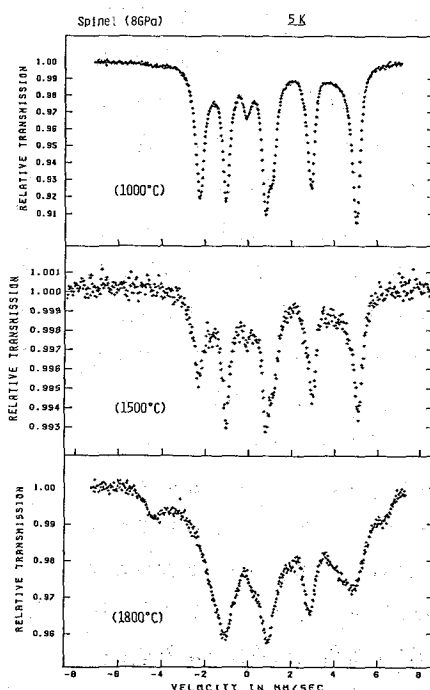 Spinel (8GPa) 5 K
RELATIVE TRANSMISSION
1.00
0.99
0.98
0.97
0.96
0.95
0.94
0.93
0.92
0.91
(1000°C)
RELATIVE TRANSMISSION
1.001
1.000
0.999
0.998
0.997
0.996
0.995
0.994
0.993
(1500°C)
RELATIVE TRANSMISSION
1.00
0.99
0.98
0.97
0.96
(1800°C)
-8 -6 -4 -2 0 2 4 6 8
VELOCITY IN MM/SEC